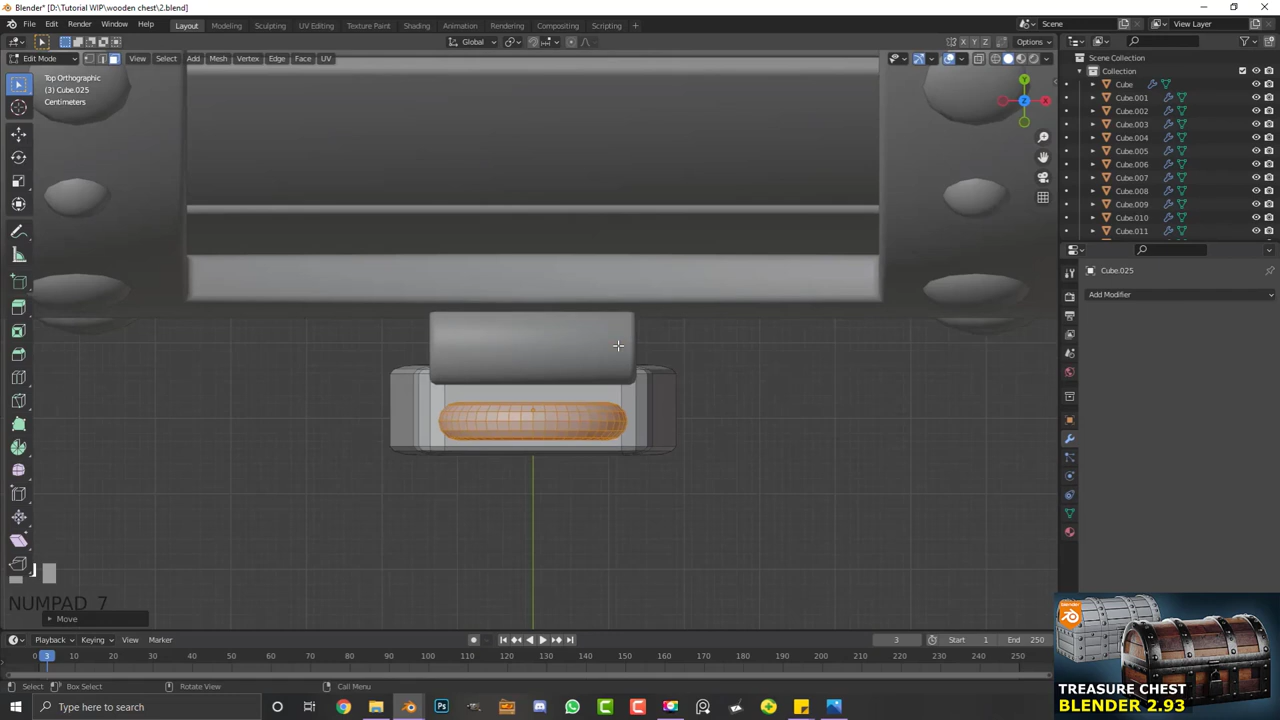 Blender* [D:\Tutorial WIP\wooden chest\2.blend]
File Edit Render Window Help Layout Modeling Sculpting UV Editing Texture Paint Shading Animation Rendering Compositing Scripting + Scene View Layer
Global Options
Edit Mode View Select Add Mesh Vertex Edge Face UV
Top Orthographic
(3) Cube.025
Centimeters
Z
X
Y
X Y Z
Scene Collection
Collection
Cube
Cube.001
Cube.002
Cube.003
Cube.004
Cube.005
Cube.006
Cube.007
Cube.008
Cube.009
Cube.010
Cube.011
Cube.025
Add Modifier
NUMPAD_7
Move
Playback Keying View Marker 3 Start 1 End 250
0 3 10 20 30 40 50 60 70 80 90 100 110 120 130 140 150 160 170 180 190 200 210 220 230 240 250
Select Box Select Rotate View Call Menu
Type here to search
blender
TREASURE CHEST
BLENDER 2.93